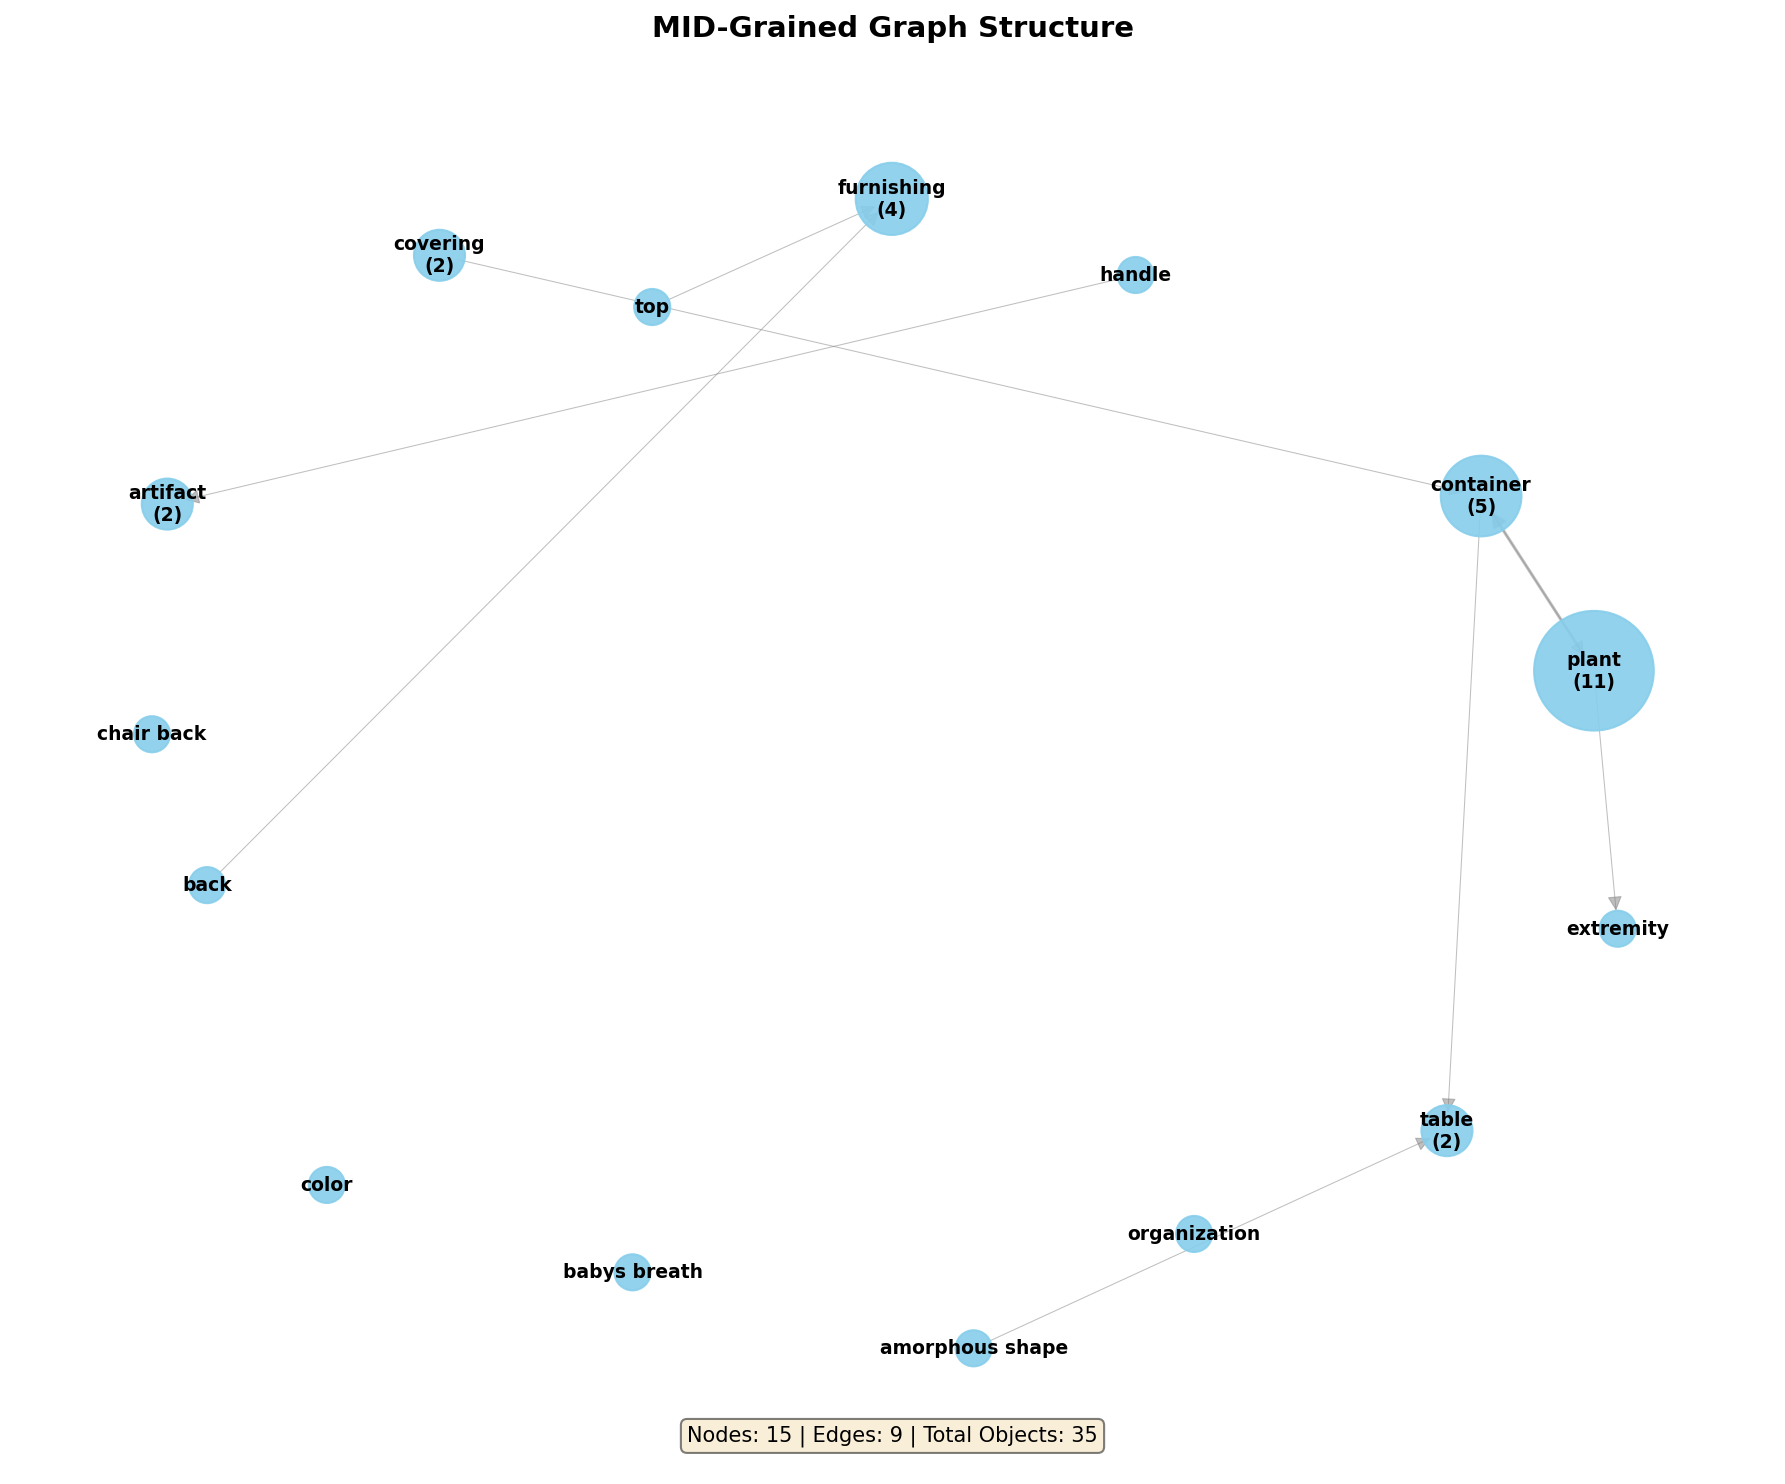 MID-Grained Graph Structure
furnishing
(4)
covering
(2)
handle
top
container
(5)
artifact
(2)
plant
(11)
chair back
back
extremity
table
(2)
color
organization
babys breath
amorphous shape
Nodes: 15 | Edges: 9 | Total Objects: 35